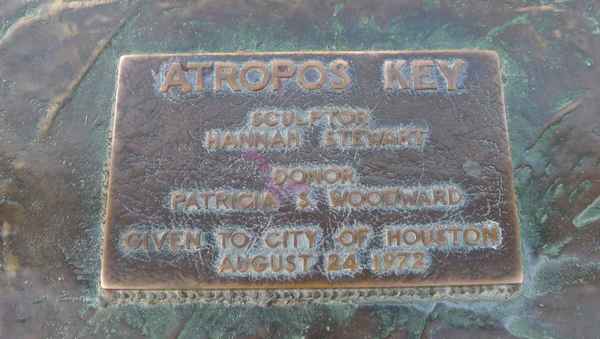 ATROPOS KEY
SCULPTOR
HANNAH STEWART
DONOR
PATRICIA S WOODWARD
GIVEN TO CITY OF HOUSTON
AUGUST 24 1972